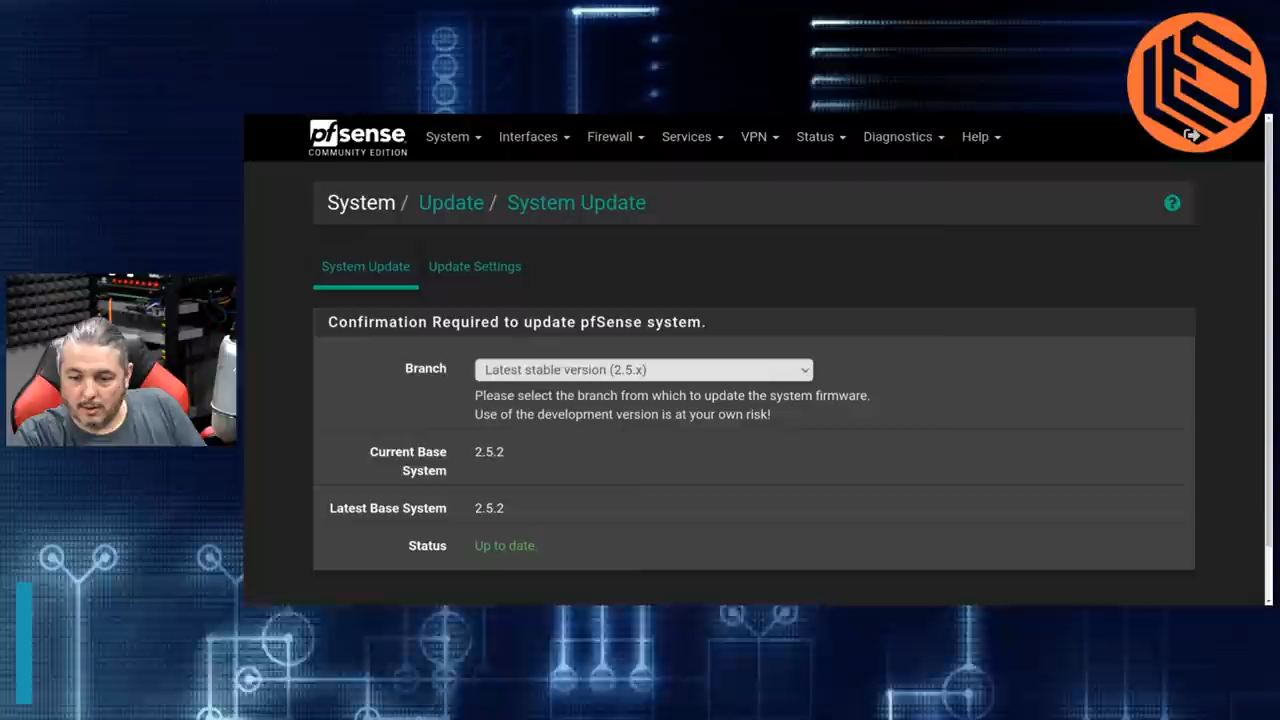 pfsense
COMMUNITY EDITION
System Interfaces Firewall Services VPN Status Diagnostics Help
System / Update / System Update
System Update Update Settings
Confirmation Required to update pfSense system.
Branch
Latest stable version (2.5.x)
Please select the branch from which to update the system firmware.
Use of the development version is at your own risk!
Current Base System
2.5.2
Latest Base System
2.5.2
Status
Up to date.